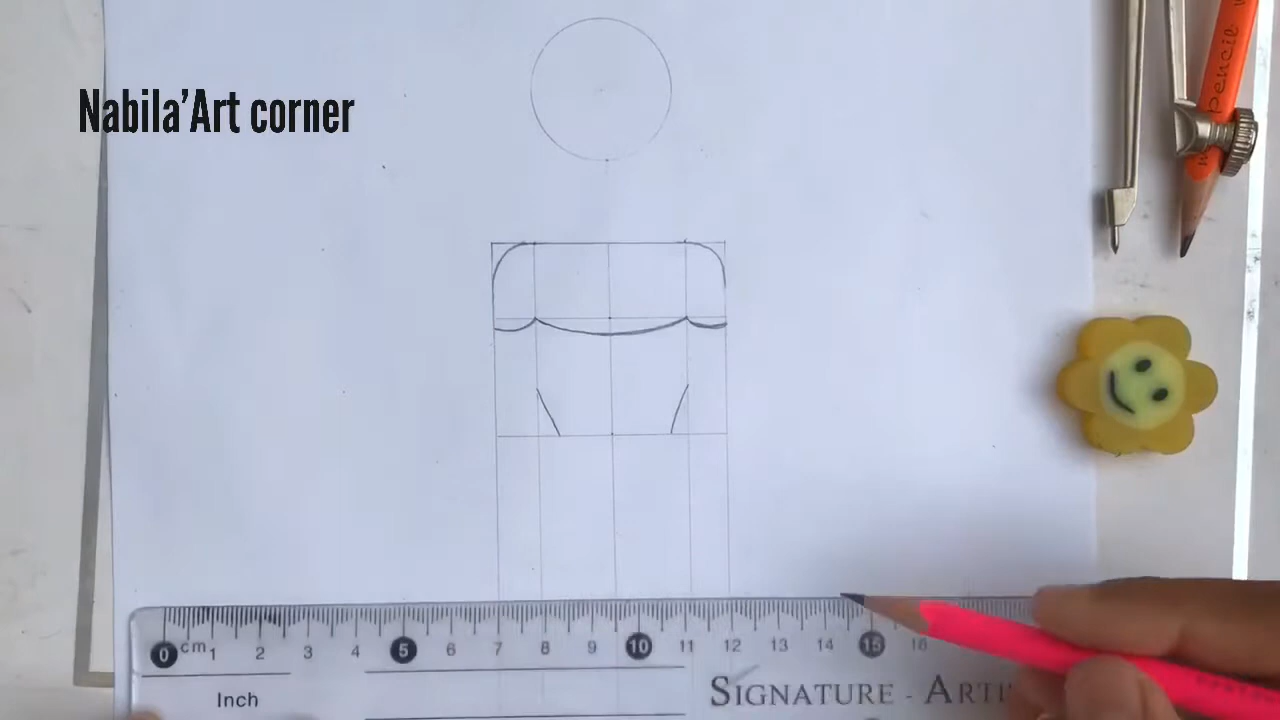 Nabila'Art corner
pencil
0 cm 1 2 3 4 5 6 7 8 9 10 11 12 13 14 15 16
Inch
SIGNATURE - ARTI